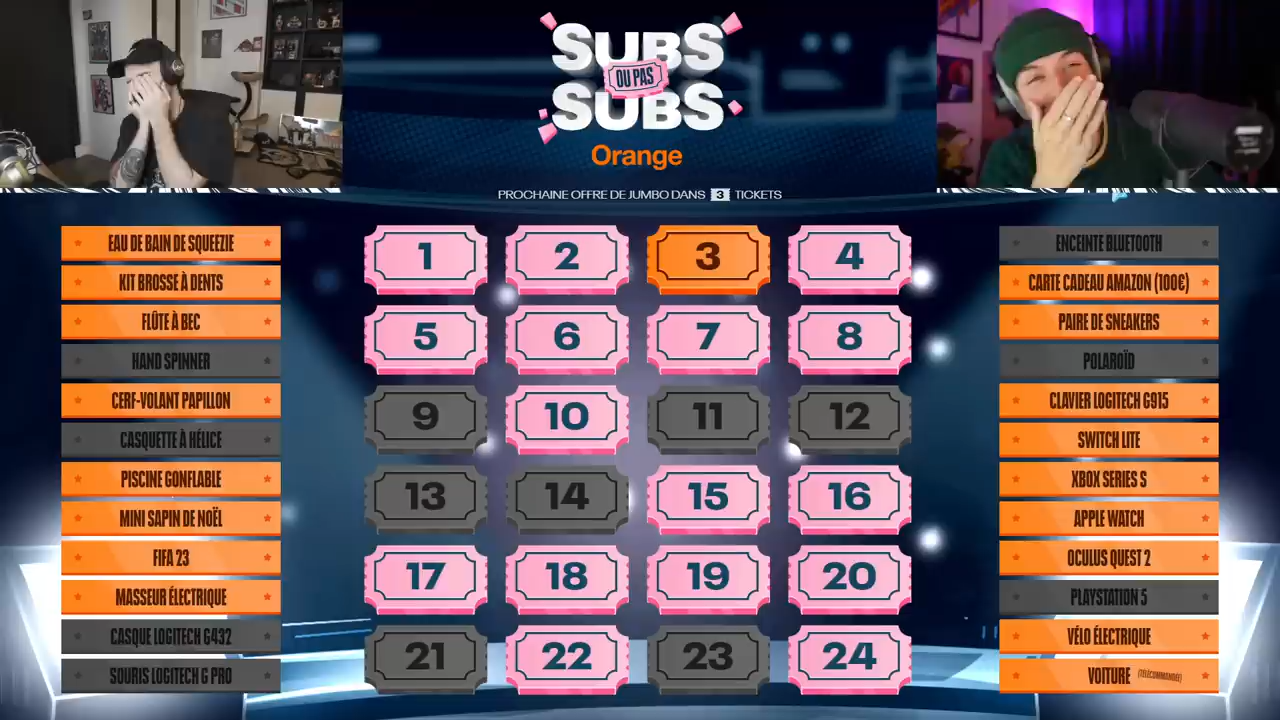 SUBS
OU PAS
SUBS
Orange
PROCHAINE OFFRE DE JUMBO DANS 3 TICKETS
EAU DE BAIN DE SQUEEZIE
KIT BROSSE À DENTS
FLÛTE À BEC
HAND SPINNER
CERF-VOLANT PAPILLON
CASQUETTE À HÉLICE
PISCINE GONFLABLE
MINI SAPIN DE NOËL
FIFA 23
MASSEUR ÉLECTRIQUE
CASQUE LOGITECH G432
SOURIS LOGITECH G PRO
1 2 3 4
5 6 7 8
9 10 11 12
13 14 15 16
17 18 19 20
21 22 23 24
ENCEINTE BLUETOOTH
CARTE CADEAU AMAZON (100€)
PAIRE DE SNEAKERS
POLAROÏD
CLAVIER LOGITECH G915
SWITCH LITE
XBOX SERIES S
APPLE WATCH
OCULUS QUEST 2
PLAYSTATION 5
VÉLO ÉLECTRIQUE
VOITURE (TÉLÉCOMMANDÉE)